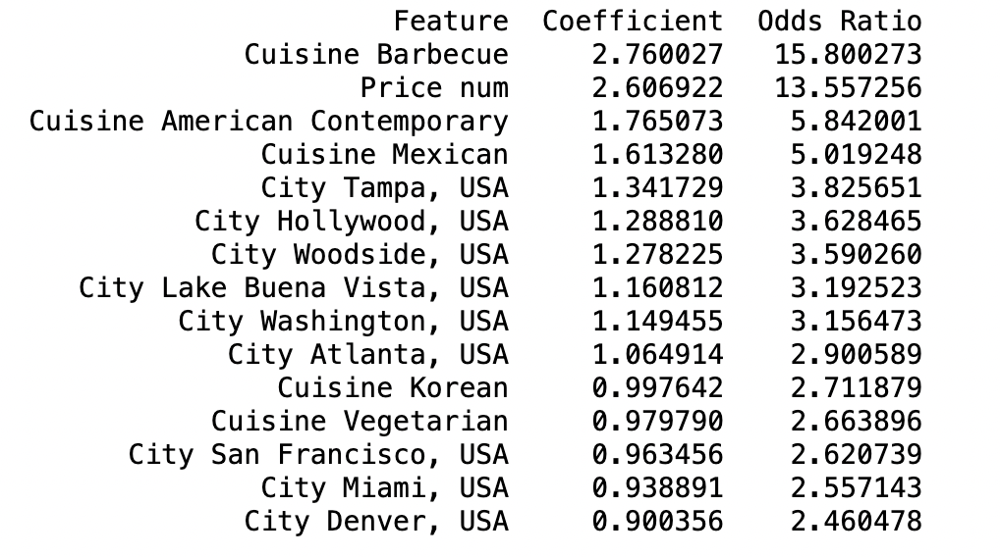 Feature Coefficient Odds Ratio
Cuisine Barbecue 2.760027 15.800273
Price num 2.606922 13.557256
Cuisine American Contemporary 1.765073 5.842001
Cuisine Mexican 1.613280 5.019248
City Tampa, USA 1.341729 3.825651
City Hollywood, USA 1.288810 3.628465
City Woodside, USA 1.278225 3.590260
City Lake Buena Vista, USA 1.160812 3.192523
City Washington, USA 1.149455 3.156473
City Atlanta, USA 1.064914 2.900589
Cuisine Korean 0.997642 2.711879
Cuisine Vegetarian 0.979790 2.663896
City San Francisco, USA 0.963456 2.620739
City Miami, USA 0.938891 2.557143
City Denver, USA 0.900356 2.460478